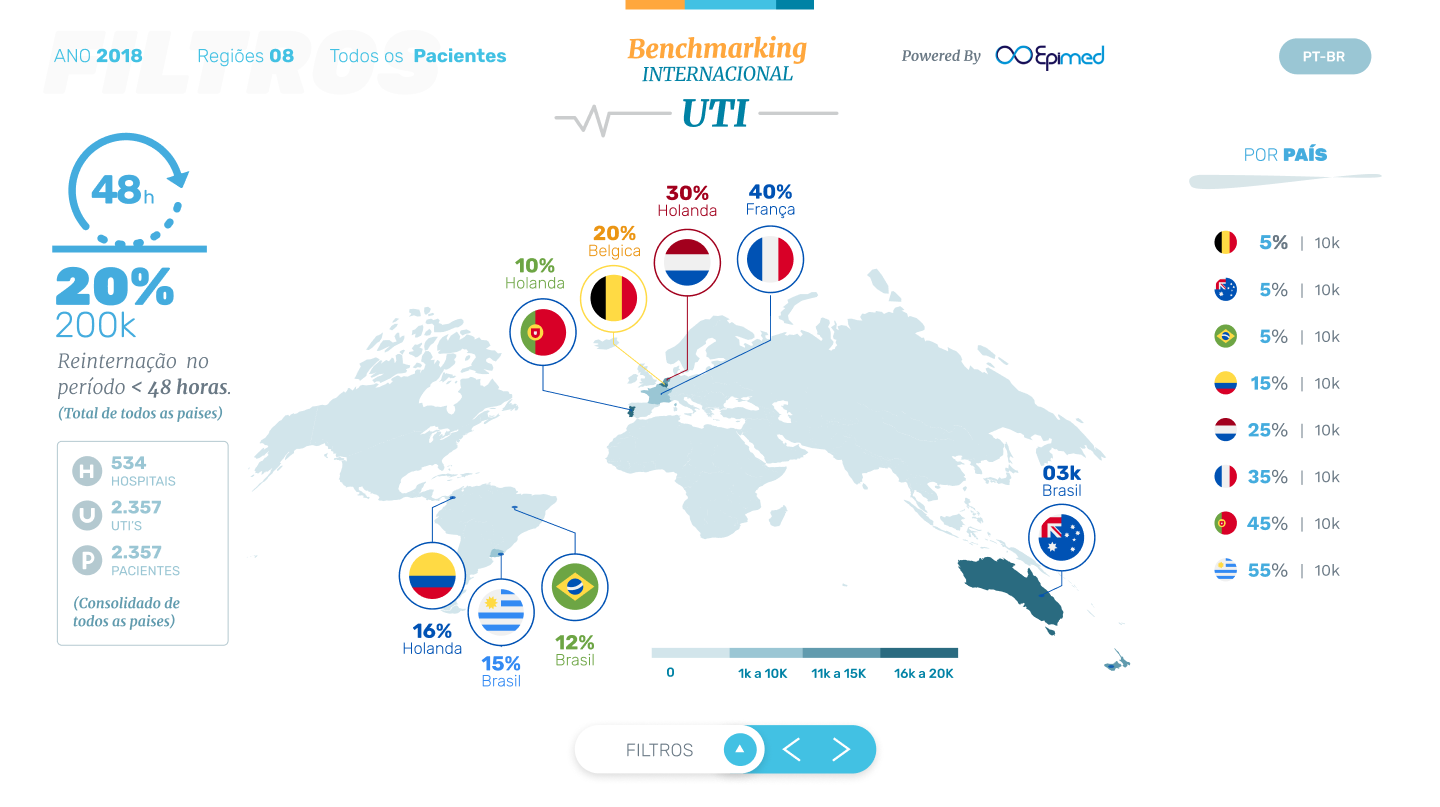 FILTROS
ANO 2018
Regiões 08
Todos os Pacientes
Benchmarking
INTERNACIONAL
UTI
Powered By Epimed
PT-BR
48h
20%
200k
Reinternação no
período < 48 horas.
(Total de todos as paises)
H 534
HOSPITAIS
U 2.357
UTI'S
P 2.357
PACIENTES
(Consolidado de
todos as paises)
10%
Holanda
20%
Belgica
30%
Holanda
40%
França
16%
Holanda
15%
Brasil
12%
Brasil
03k
Brasil
0
1k a 10K
11k a 15K
16k a 20K
POR PAÍS
5% | 10k
5% | 10k
5% | 10k
15% | 10k
25% | 10k
35% | 10k
45% | 10k
55% | 10k
FILTROS